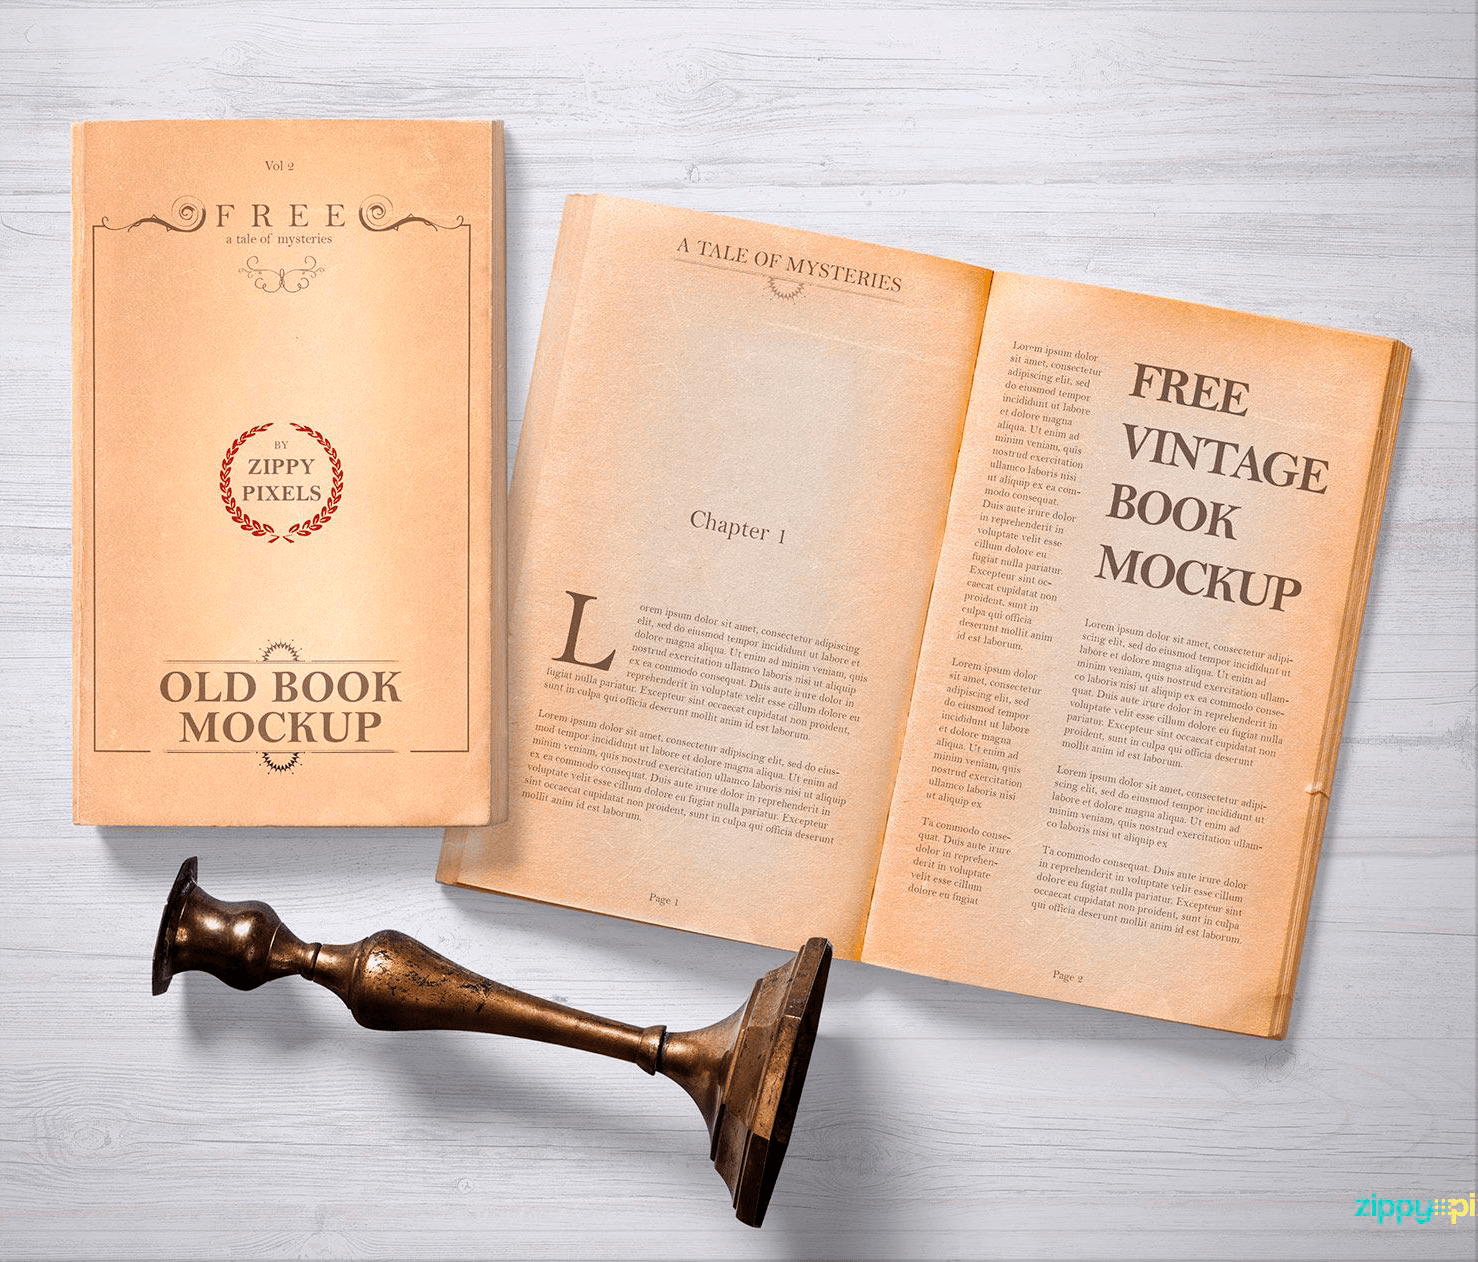 Vol 2
FREE
a tale of mysteries
BY
ZIPPY
PIXELS
OLD BOOK
MOCKUP
A TALE OF MYSTERIES
Chapter 1
Lorem ipsum dolor sit amet, consectetur adipiscing
elit, sed do eiusmod tempor incididunt ut labore et
dolore magna aliqua. Ut enim ad minim veniam, quis
nostrud exercitation ullamco laboris nisi ut aliquip
ex ea commodo consequat. Duis aute irure dolor in
reprehenderit in voluptate velit esse cillum dolore eu
fugiat nulla pariatur. Excepteur sint occaecat cupidatat non proident,
sunt in culpa qui officia deserunt mollit anim id est laborum.
Lorem ipsum dolor sit amet, consectetur adipiscing elit, sed do eius-
mod tempor incididunt ut labore et dolore magna aliqua. Ut enim ad
minim veniam, quis nostrud exercitation ullamco laboris nisi ut aliquip
ex ea commodo consequat. Duis aute irure dolor in reprehenderit in
voluptate velit esse cillum dolore eu fugiat nulla pariatur. Excepteur
sint occaecat cupidatat non proident, sunt in culpa qui officia deserunt
mollit anim id est laborum.
Page 1
Lorem ipsum dolor
sit amet, consectetur
adipiscing elit, sed
do eiusmod tempor
incididunt ut labore
et dolore magna
aliqua. Ut enim ad
minim veniam, quis
nostrud exercitation
ullamco laboris nisi
ut aliquip ex ea com-
modo consequat.
Duis aute irure dolor
in reprehenderit in
voluptate velit esse
cillum dolore eu
fugiat nulla pariatur.
Excepteur sint oc-
caecat cupidatat non
proident, sunt in
culpa qui officia
deserunt mollit anim
id est laborum.
Lorem ipsum dolor
sit amet, consectetur
adipiscing elit, sed
do eiusmod tempor
incididunt ut labore
et dolore magna
aliqua. Ut enim ad
minim veniam, quis
nostrud exercitation
ullamco laboris nisi
ut aliquip ex
Ta commodo conse-
quat. Duis aute irure
dolor in reprehen-
derit in voluptate
velit esse cillum
dolore eu fugiat
FREE
VINTAGE
BOOK
MOCKUP
Lorem ipsum dolor sit amet, consectetur adipi-
scing elit, sed do eiusmod tempor incididunt ut
labore et dolore magna aliqua. Ut enim ad
minim veniam, quis nostrud exercitation ullam-
co laboris nisi ut aliquip ex ea commodo conse-
quat. Duis aute irure dolor in reprehenderit in
voluptate velit esse cillum dolore eu fugiat nulla
pariatur. Excepteur sint occaecat cupidatat non
proident, sunt in culpa qui officia deserunt
mollit anim id est laborum.
Lorem ipsum dolor sit amet, consectetur adipi-
scing elit, sed do eiusmod tempor incididunt ut
labore et dolore magna aliqua. Ut enim ad
minim veniam, quis nostrud exercitation ullam-
co laboris nisi ut aliquip ex
Ta commodo consequat. Duis aute irure dolor
in reprehenderit in voluptate velit esse cillum
dolore eu fugiat nulla pariatur. Excepteur sint
occaecat cupidatat non proident, sunt in culpa
qui officia deserunt mollit anim id est laborum.
Page 2
zippy pi